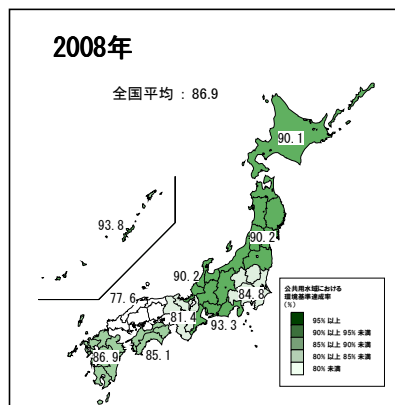 2008年
全国平均 : 86.9
90.1
93.8
90.2
90.2
77.6
84.8
81.4
93.3
86.9
85.1
公共用水域における
環境基準達成率
(%)
95% 以上
90% 以上 95% 未満
85% 以上 90% 未満
80% 以上 85% 未満
80% 未満